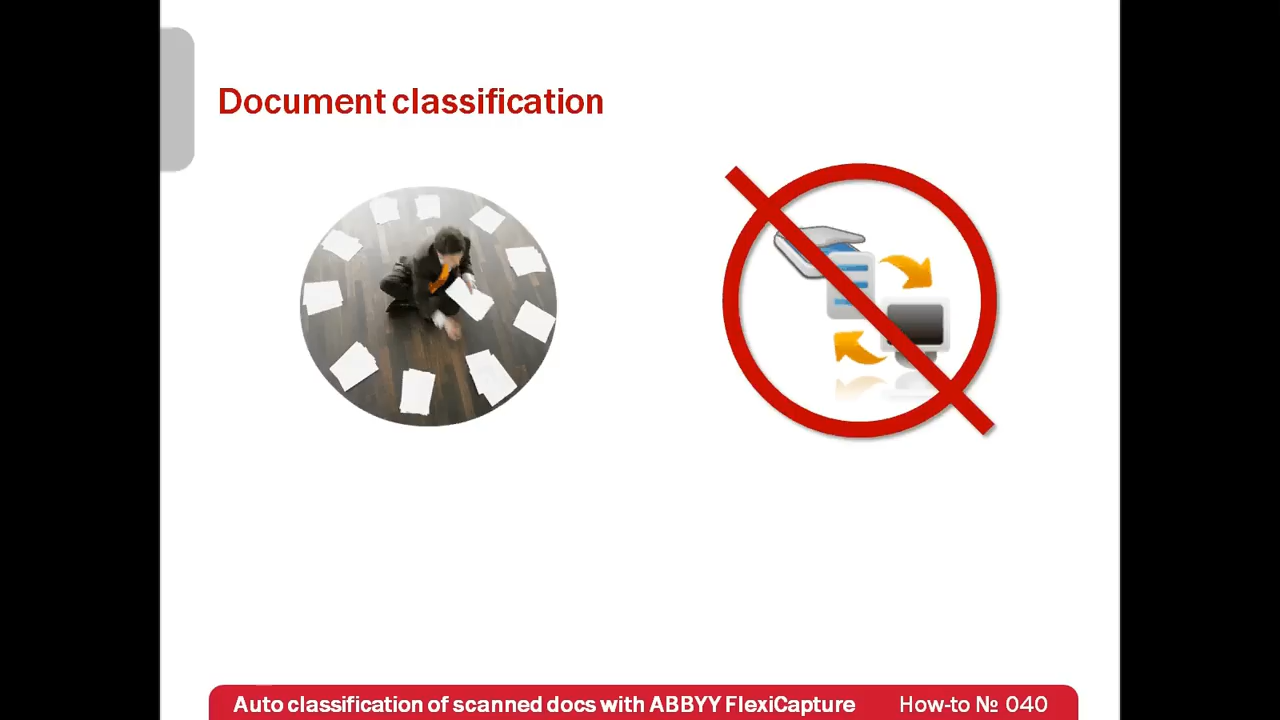 Document classification
Auto classification of scanned docs with ABBYY FlexiCapture How-to № 040